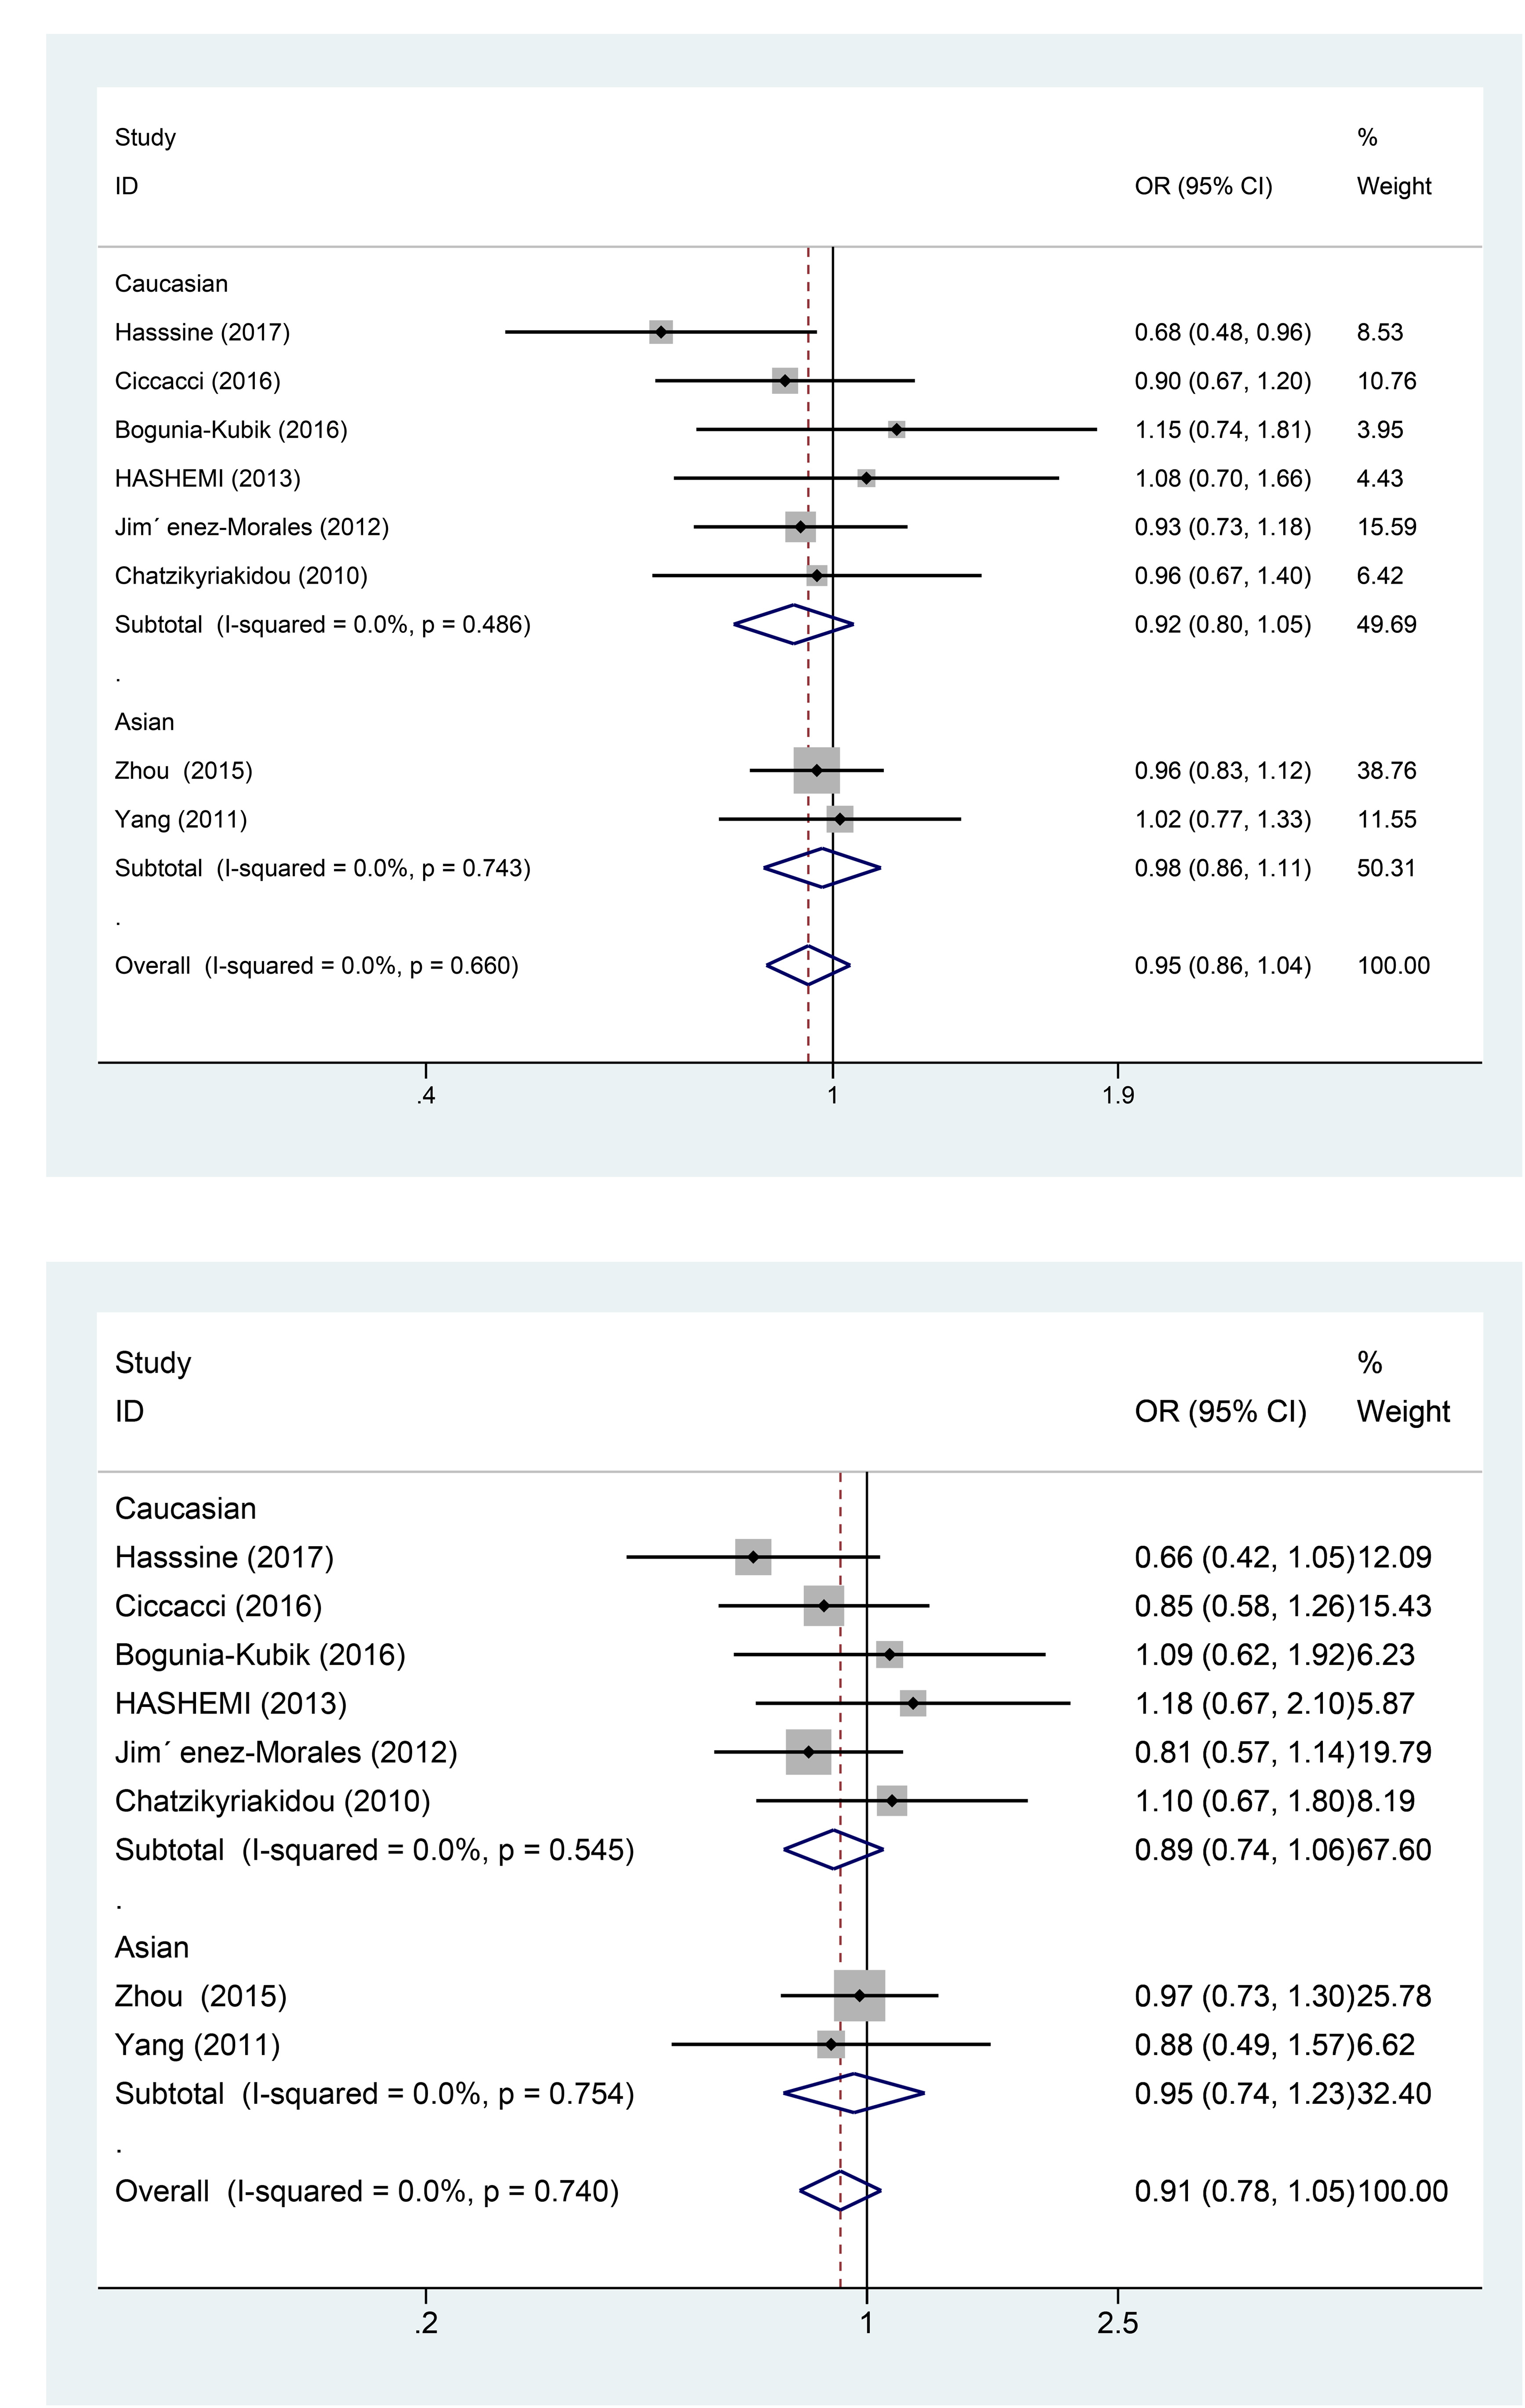 Study %
ID OR (95% CI) Weight
Caucasian
Hasssine (2017) 0.68 (0.48, 0.96) 8.53
Ciccacci (2016) 0.90 (0.67, 1.20) 10.76
Bogunia-Kubik (2016) 1.15 (0.74, 1.81) 3.95
HASHEMI (2013) 1.08 (0.70, 1.66) 4.43
Jim´ enez-Morales (2012) 0.93 (0.73, 1.18) 15.59
Chatzikyriakidou (2010) 0.96 (0.67, 1.40) 6.42
Subtotal (I-squared = 0.0%, p = 0.486) 0.92 (0.80, 1.05) 49.69
.
Asian
Zhou (2015) 0.96 (0.83, 1.12) 38.76
Yang (2011) 1.02 (0.77, 1.33) 11.55
Subtotal (I-squared = 0.0%, p = 0.743) 0.98 (0.86, 1.11) 50.31
.
Overall (I-squared = 0.0%, p = 0.660) 0.95 (0.86, 1.04) 100.00
.4 1 1.9
Study %
ID OR (95% CI) Weight
Caucasian
Hasssine (2017) 0.66 (0.42, 1.05)12.09
Ciccacci (2016) 0.85 (0.58, 1.26)15.43
Bogunia-Kubik (2016) 1.09 (0.62, 1.92)6.23
HASHEMI (2013) 1.18 (0.67, 2.10)5.87
Jim´ enez-Morales (2012) 0.81 (0.57, 1.14)19.79
Chatzikyriakidou (2010) 1.10 (0.67, 1.80)8.19
Subtotal (I-squared = 0.0%, p = 0.545) 0.89 (0.74, 1.06)67.60
.
Asian
Zhou (2015) 0.97 (0.73, 1.30)25.78
Yang (2011) 0.88 (0.49, 1.57)6.62
Subtotal (I-squared = 0.0%, p = 0.754) 0.95 (0.74, 1.23)32.40
.
Overall (I-squared = 0.0%, p = 0.740) 0.91 (0.78, 1.05)100.00
.2 1 2.5